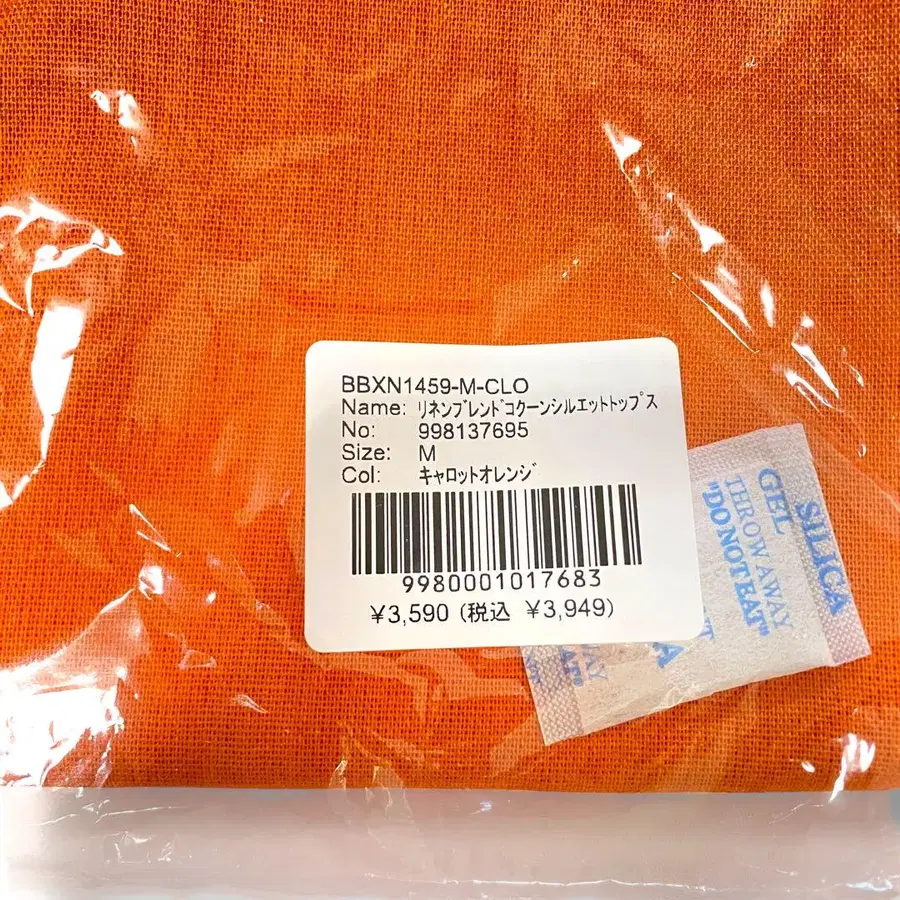 BBXN1459-M-CLO
Name: ﾘﾈﾝﾌﾞﾚﾝﾄﾞｺｸーﾝｼﾙｴｯﾄﾄｯﾌﾟｽ
No: 998137695
Size: M
Col: ｷｬﾛｯﾄｵﾚﾝｼﾞ
9980001017683
¥3,590 (税込 ¥3,949)
SILICA
GEL
THROW AWAY
"DO NOT EAT"